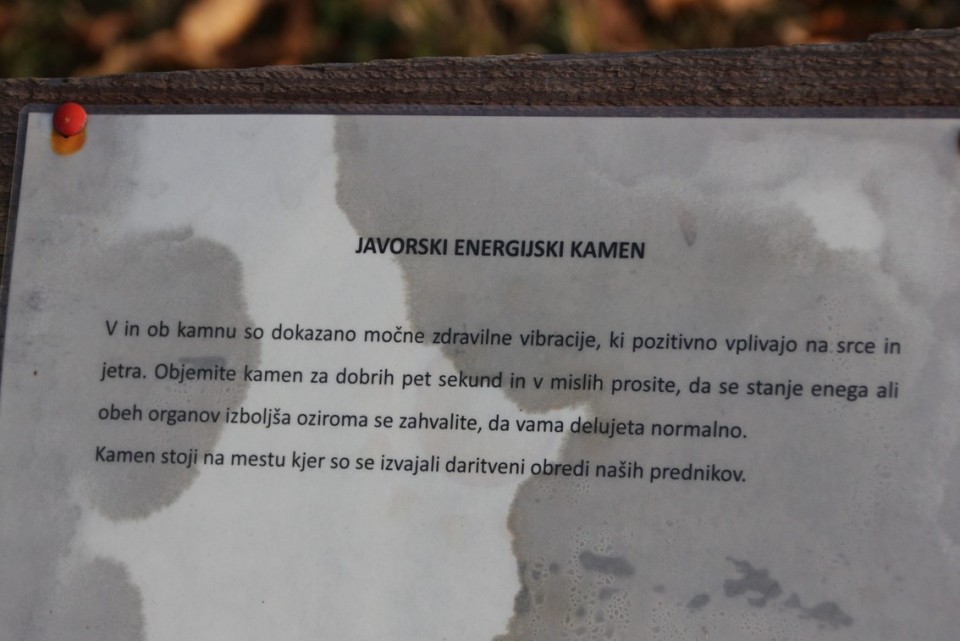 JAVORSKI ENERGIJSKI KAMEN
V in ob kamnu so dokazano močne zdravilne vibracije, ki pozitivno vplivajo na srce in
jetra. Objemite kamen za dobrih pet sekund in v mislih prosite, da se stanje enega ali
obeh organov izboljša oziroma se zahvalite, da vama delujeta normalno.
Kamen stoji na mestu kjer so se izvajali daritveni obredi naših prednikov.